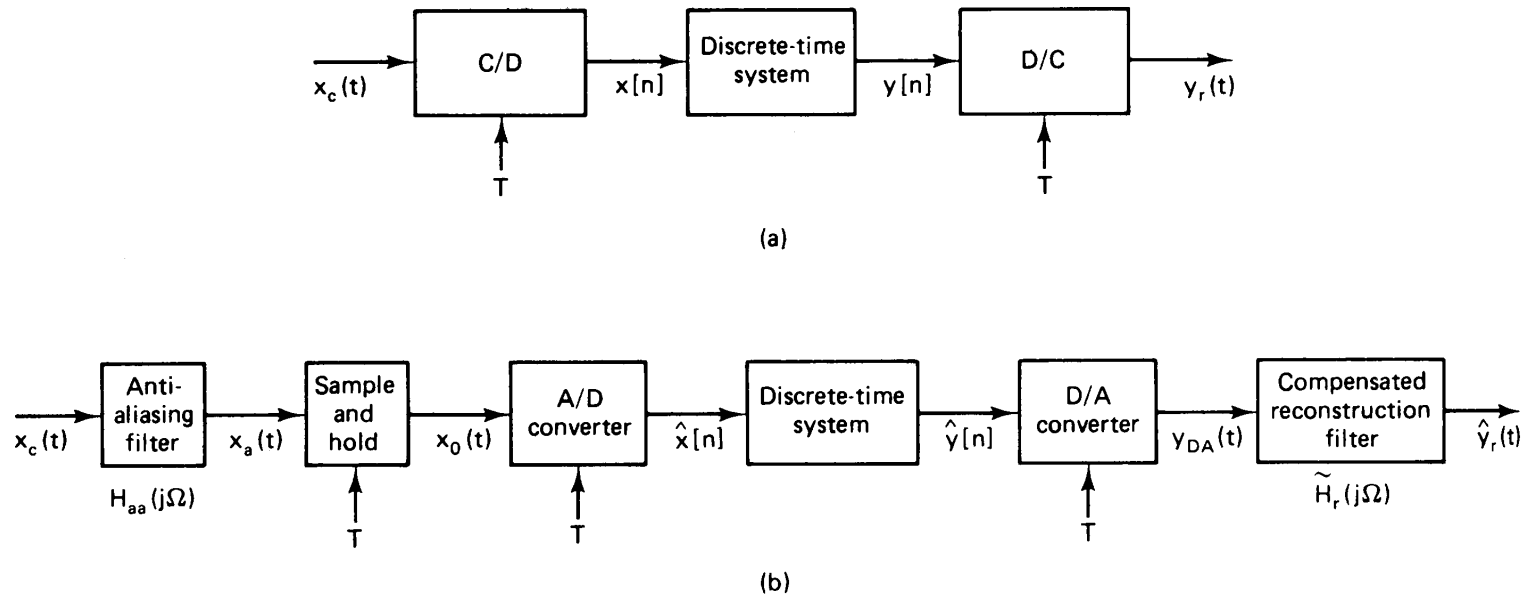 C/D
Discrete-time
system
D/C
x_c(t)
x[n]
y[n]
y_r(t)
T
T
(a)
Anti-
aliasing
filter
Sample
and
hold
A/D
converter
Discrete-time
system
D/A
converter
Compensated
reconstruction
filter
x_c(t)
x_a(t)
x_0(t)
x̂[n]
ŷ[n]
y_DA(t)
ŷ_r(t)
H_aa(jΩ)
H̃_r(jΩ)
T
T
T
(b)